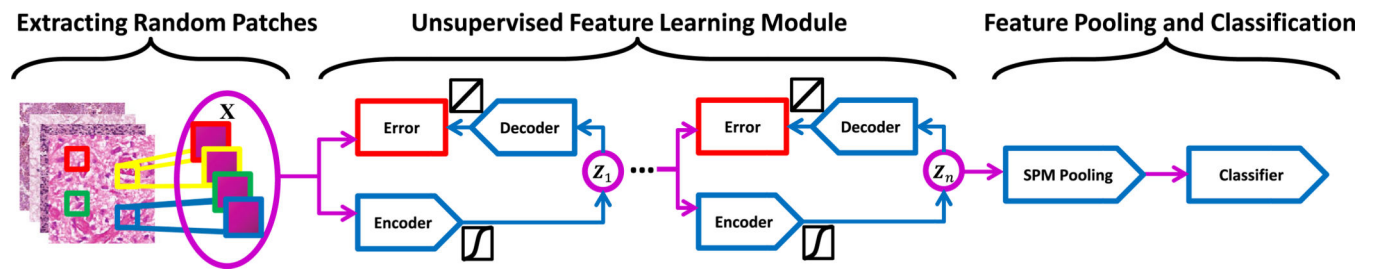 Extracting Random Patches
Unsupervised Feature Learning Module
Feature Pooling and Classification
X
Error
Decoder
Z1
Encoder
...
Error
Decoder
Zn
Encoder
SPM Pooling
Classifier